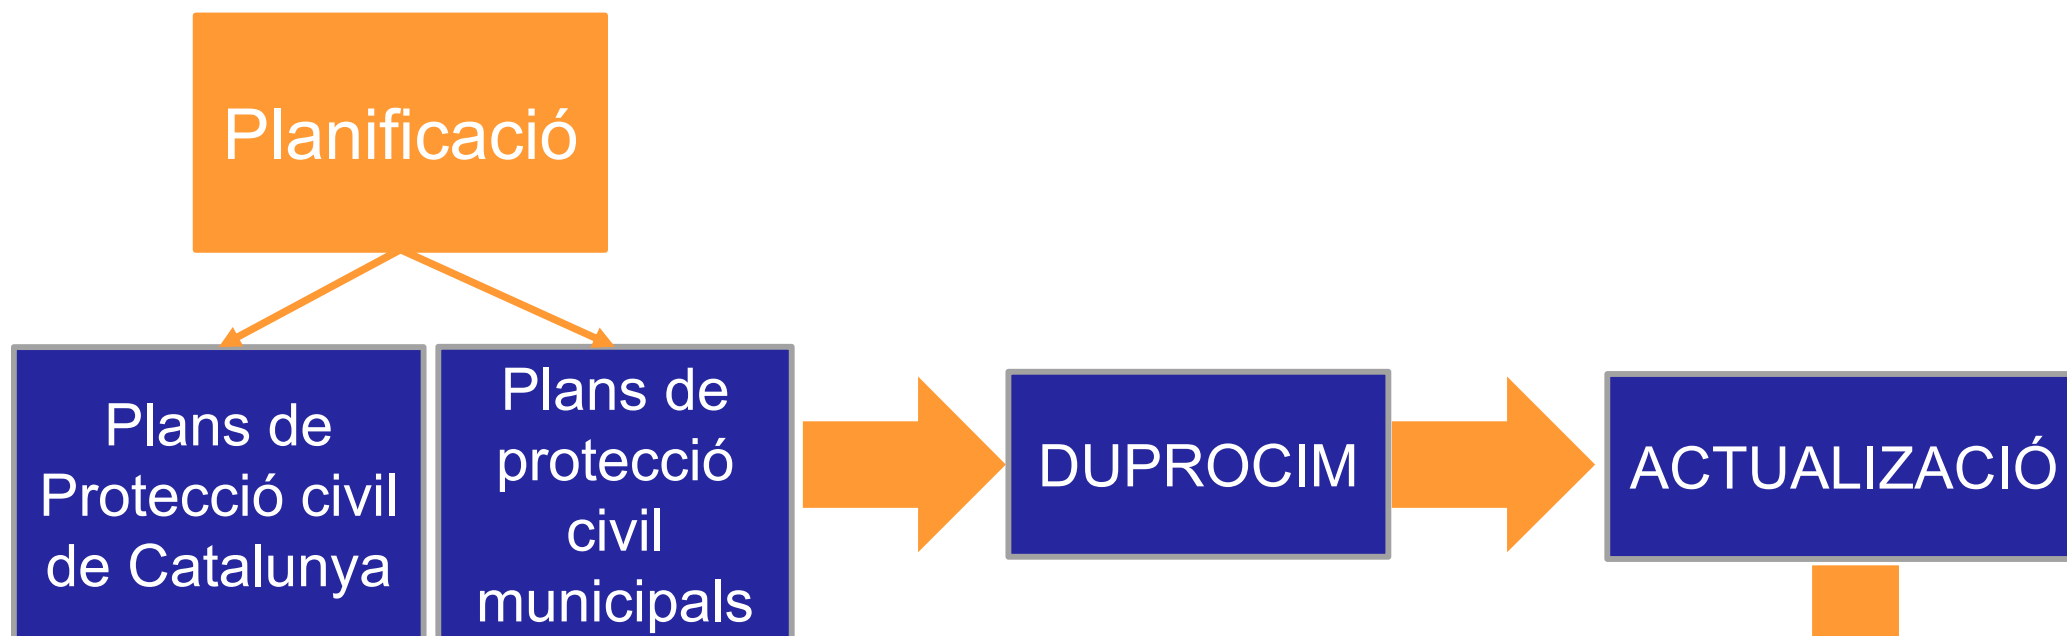 Planificació
Plans de
Protecció civil
de Catalunya
Plans de
protecció
civil
municipals
DUPROCIM
ACTUALIZACIÓ